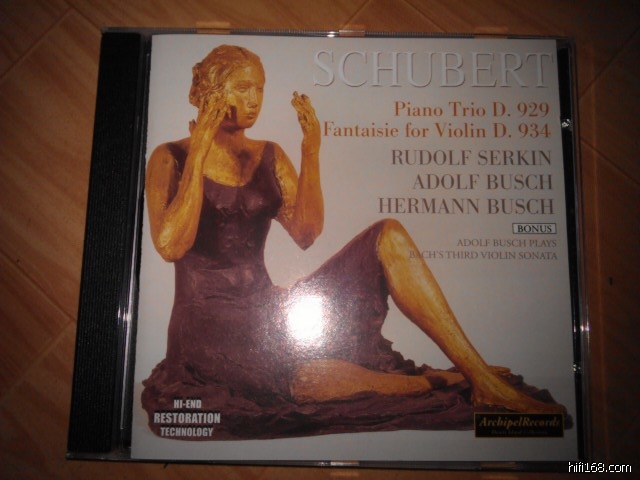 SCHUBERT
Piano Trio D. 929
Fantaisie for Violin D. 934
RUDOLF SERKIN
ADOLF BUSCH
HERMANN BUSCH
BONUS
ADOLF BUSCH PLAYS
BACH'S THIRD VIOLIN SONATA
HI-END
RESTORATION
TECHNOLOGY
ArchipelRecords
hifi168.com